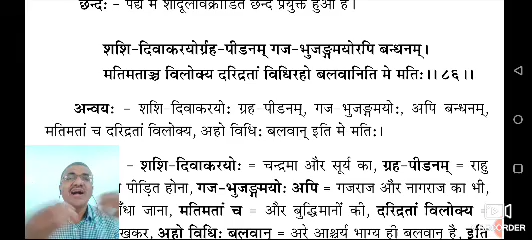 छन्दः - पद्य में शार्दूलविक्रीडित छन्द प्रयुक्त हुआ है।
शशि-दिवाकरयोर्ग्रह-पीडनम् गज-भुजङ्गमयोरपि बन्धनम्।
मतिमताञ्च विलोक्य दरिद्रतां विधिरहो बलवानिति मे मतिः।। ८६।।
अन्वयः - शशि दिवाकरयोः ग्रह पीडनम्, गज भुजङ्गमयोः, अपि बन्धनम्,
मतिमतां च दरिद्रतां विलोक्य, अहो विधिः बलवान् इति मे मतिः।
- शशि-दिवाकरयोः = चन्द्रमा और सूर्य का, ग्रह-पीडनम् = राहु
पीड़ित होना, गज-भुजङ्गमयोः अपि = गजराज और नागराज का भी,
जाना, मतिमतां च = और बुद्धिमानों की, दरिद्रतां विलोक्य =
अहो विधिः बलवान् = अरे आश्चर्य भाग्य ही बलवान है, इति